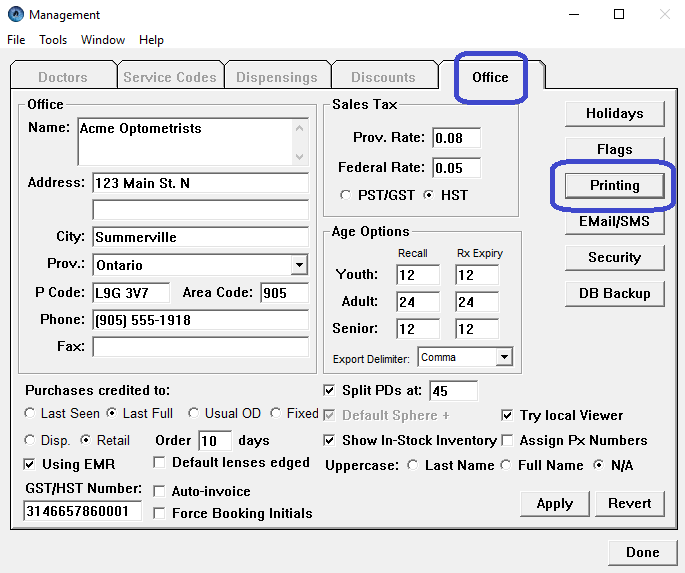 Management
File Tools Window Help
Doctors Service Codes Dispensings Discounts Office
Office
Name: Acme Optometrists
Address: 123 Main St. N
City: Summerville
Prov.: Ontario
P Code: L9G 3V7 Area Code: 905
Phone: (905) 555-1918
Fax:
Sales Tax
Prov. Rate: 0.08
Federal Rate: 0.05
PST/GST HST
Age Options
Recall Rx Expiry
Youth: 12 12
Adult: 24 24
Senior: 12 12
Export Delimiter: Comma
Holidays
Flags
Printing
EMail/SMS
Security
DB Backup
Purchases credited to:
Last Seen Last Full Usual OD Fixed
Disp. Retail Order 10 days
Using EMR Default lenses edged
GST/HST Number: Auto-invoice
3146657860001 Force Booking Initials
Split PDs at: 45
Default Sphere + Try local Viewer
Show In-Stock Inventory Assign Px Numbers
Uppercase: Last Name Full Name N/A
Apply Revert
Done